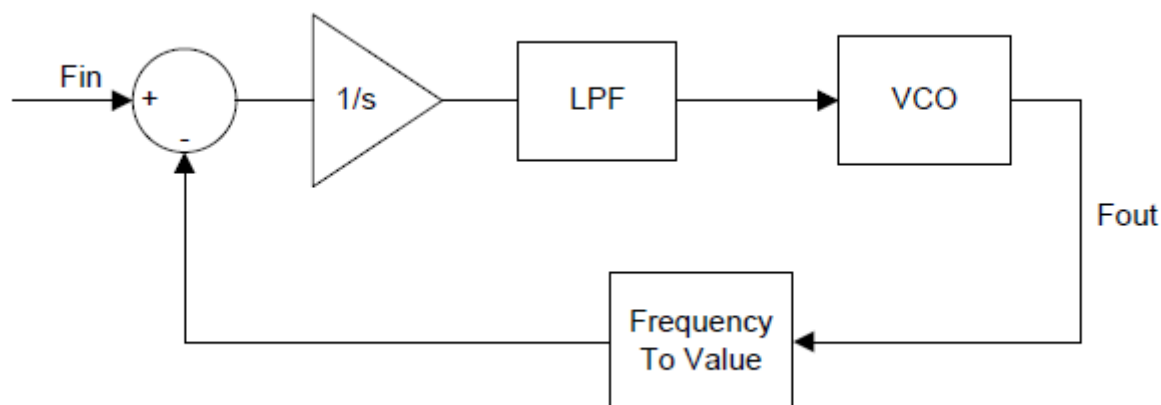 Fin
+
-
1/s
LPF
VCO
Fout
Frequency
To Value